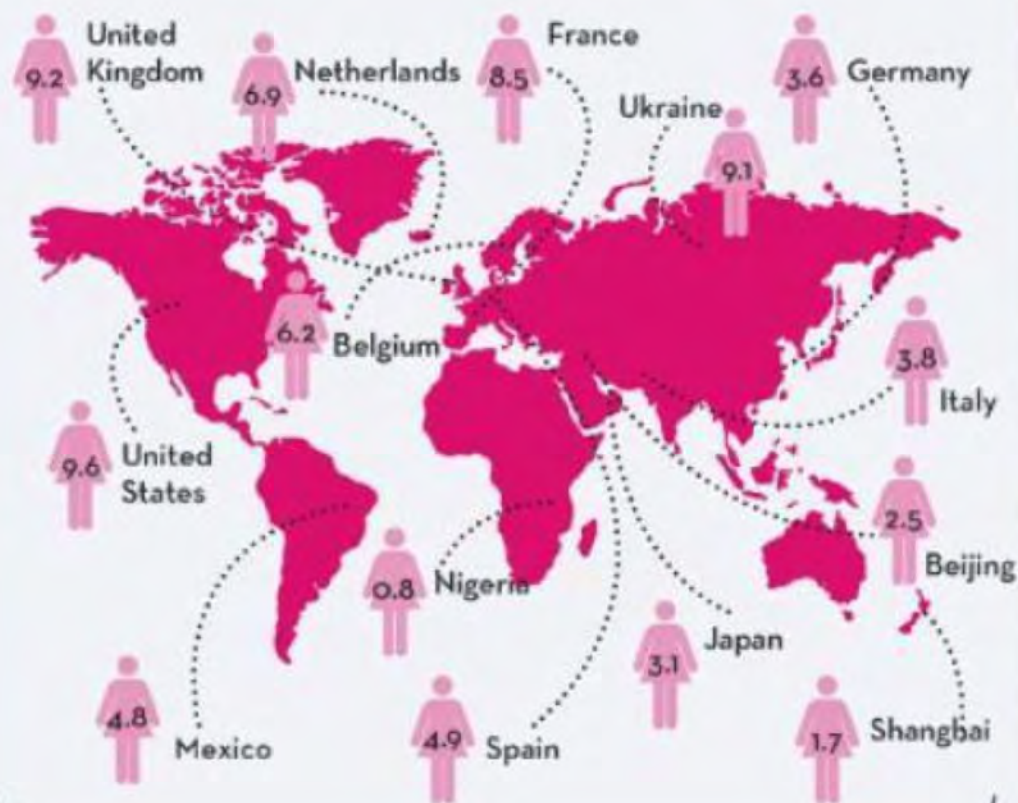 9.2
United
Kingdom
6.9
Netherlands
8.5
France
Ukraine
9.1
3.6
Germany
6.2
Belgium
3.8
Italy
9.6
United
States
2.5
Beijing
0.8
Nigeria
3.1
Japan
4.8
Mexico
4.9
Spain
1.7
Shanghai